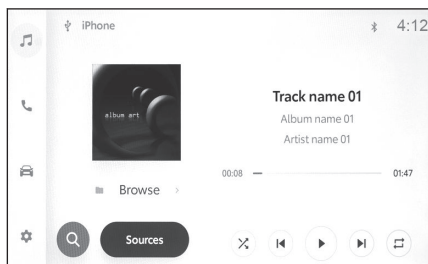 iPhone
4:12
album art
Track name 01
Album name 01
Artist name 01
00:08
01:47
Browse
Sources